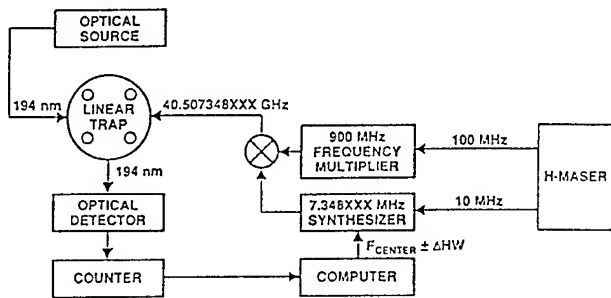 OPTICAL
SOURCE
194 nm
LINEAR
TRAP
40.507348XXX GHz
900 MHz
FREQUENCY
MULTIPLIER
100 MHz
H-MASER
194 nm
OPTICAL
DETECTOR
7.348XXX MHz
SYNTHESIZER
10 MHz
FCENTER ± ΔHW
COUNTER
COMPUTER